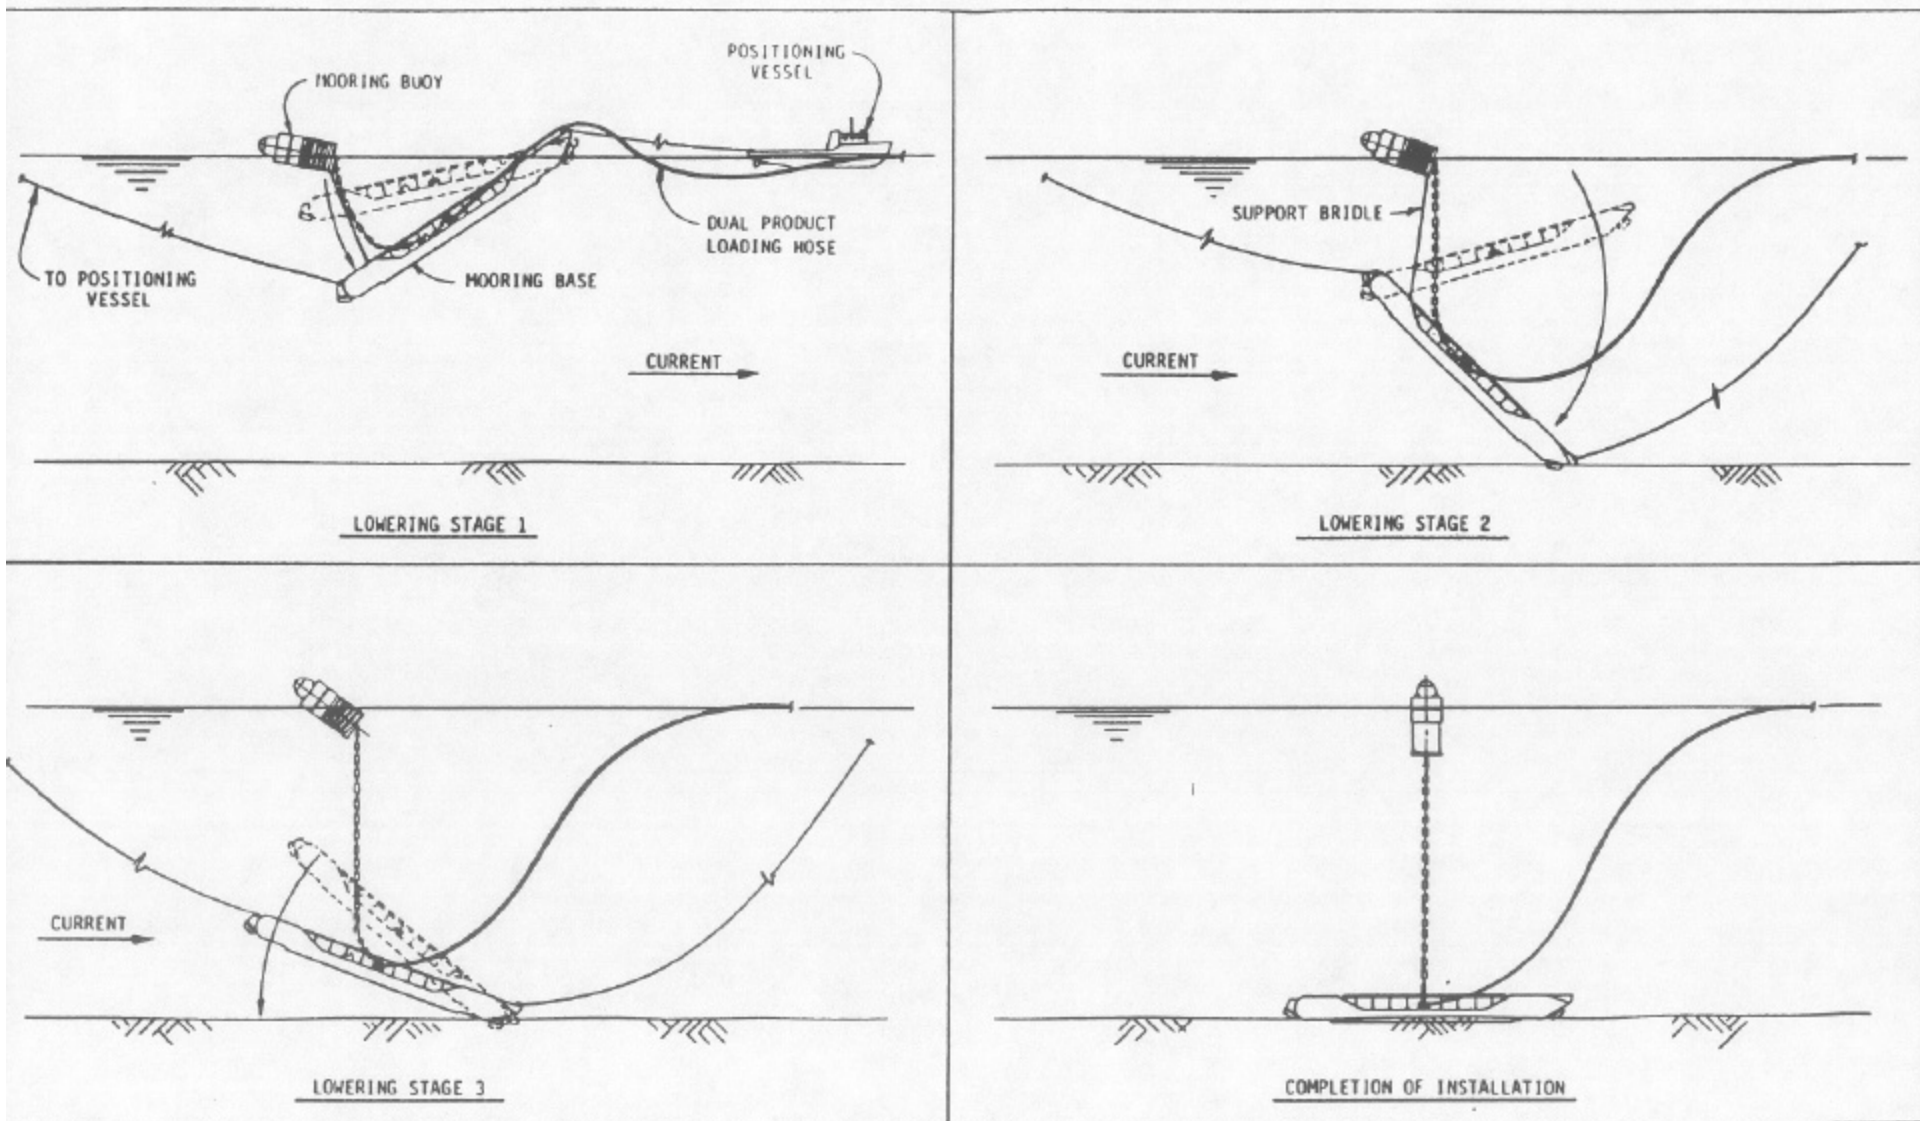 MOORING BUOY
POSITIONING
VESSEL
TO POSITIONING
VESSEL
MOORING BASE
DUAL PRODUCT
LOADING HOSE
CURRENT
LOWERING STAGE 1
SUPPORT BRIDLE
CURRENT
LOWERING STAGE 2
CURRENT
LOWERING STAGE 3
COMPLETION OF INSTALLATION